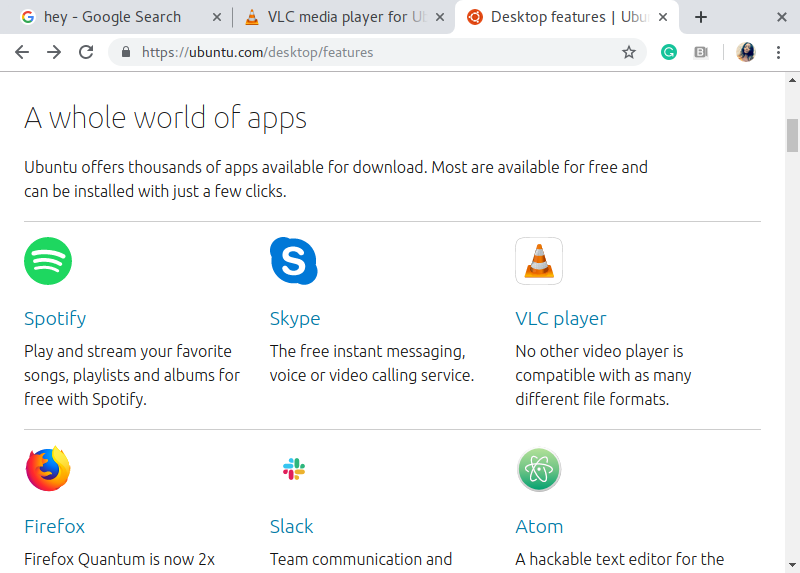 hey - Google Search
VLC media player for Ub
Desktop features | Ubu
https://ubuntu.com/desktop/features
A whole world of apps
Ubuntu offers thousands of apps available for download. Most are available for free and
can be installed with just a few clicks.
Spotify
Play and stream your favorite
songs, playlists and albums for
free with Spotify.
Skype
The free instant messaging,
voice or video calling service.
VLC player
No other video player is
compatible with as many
different file formats.
Firefox
Firefox Quantum is now 2x
Slack
Team communication and
Atom
A hackable text editor for the